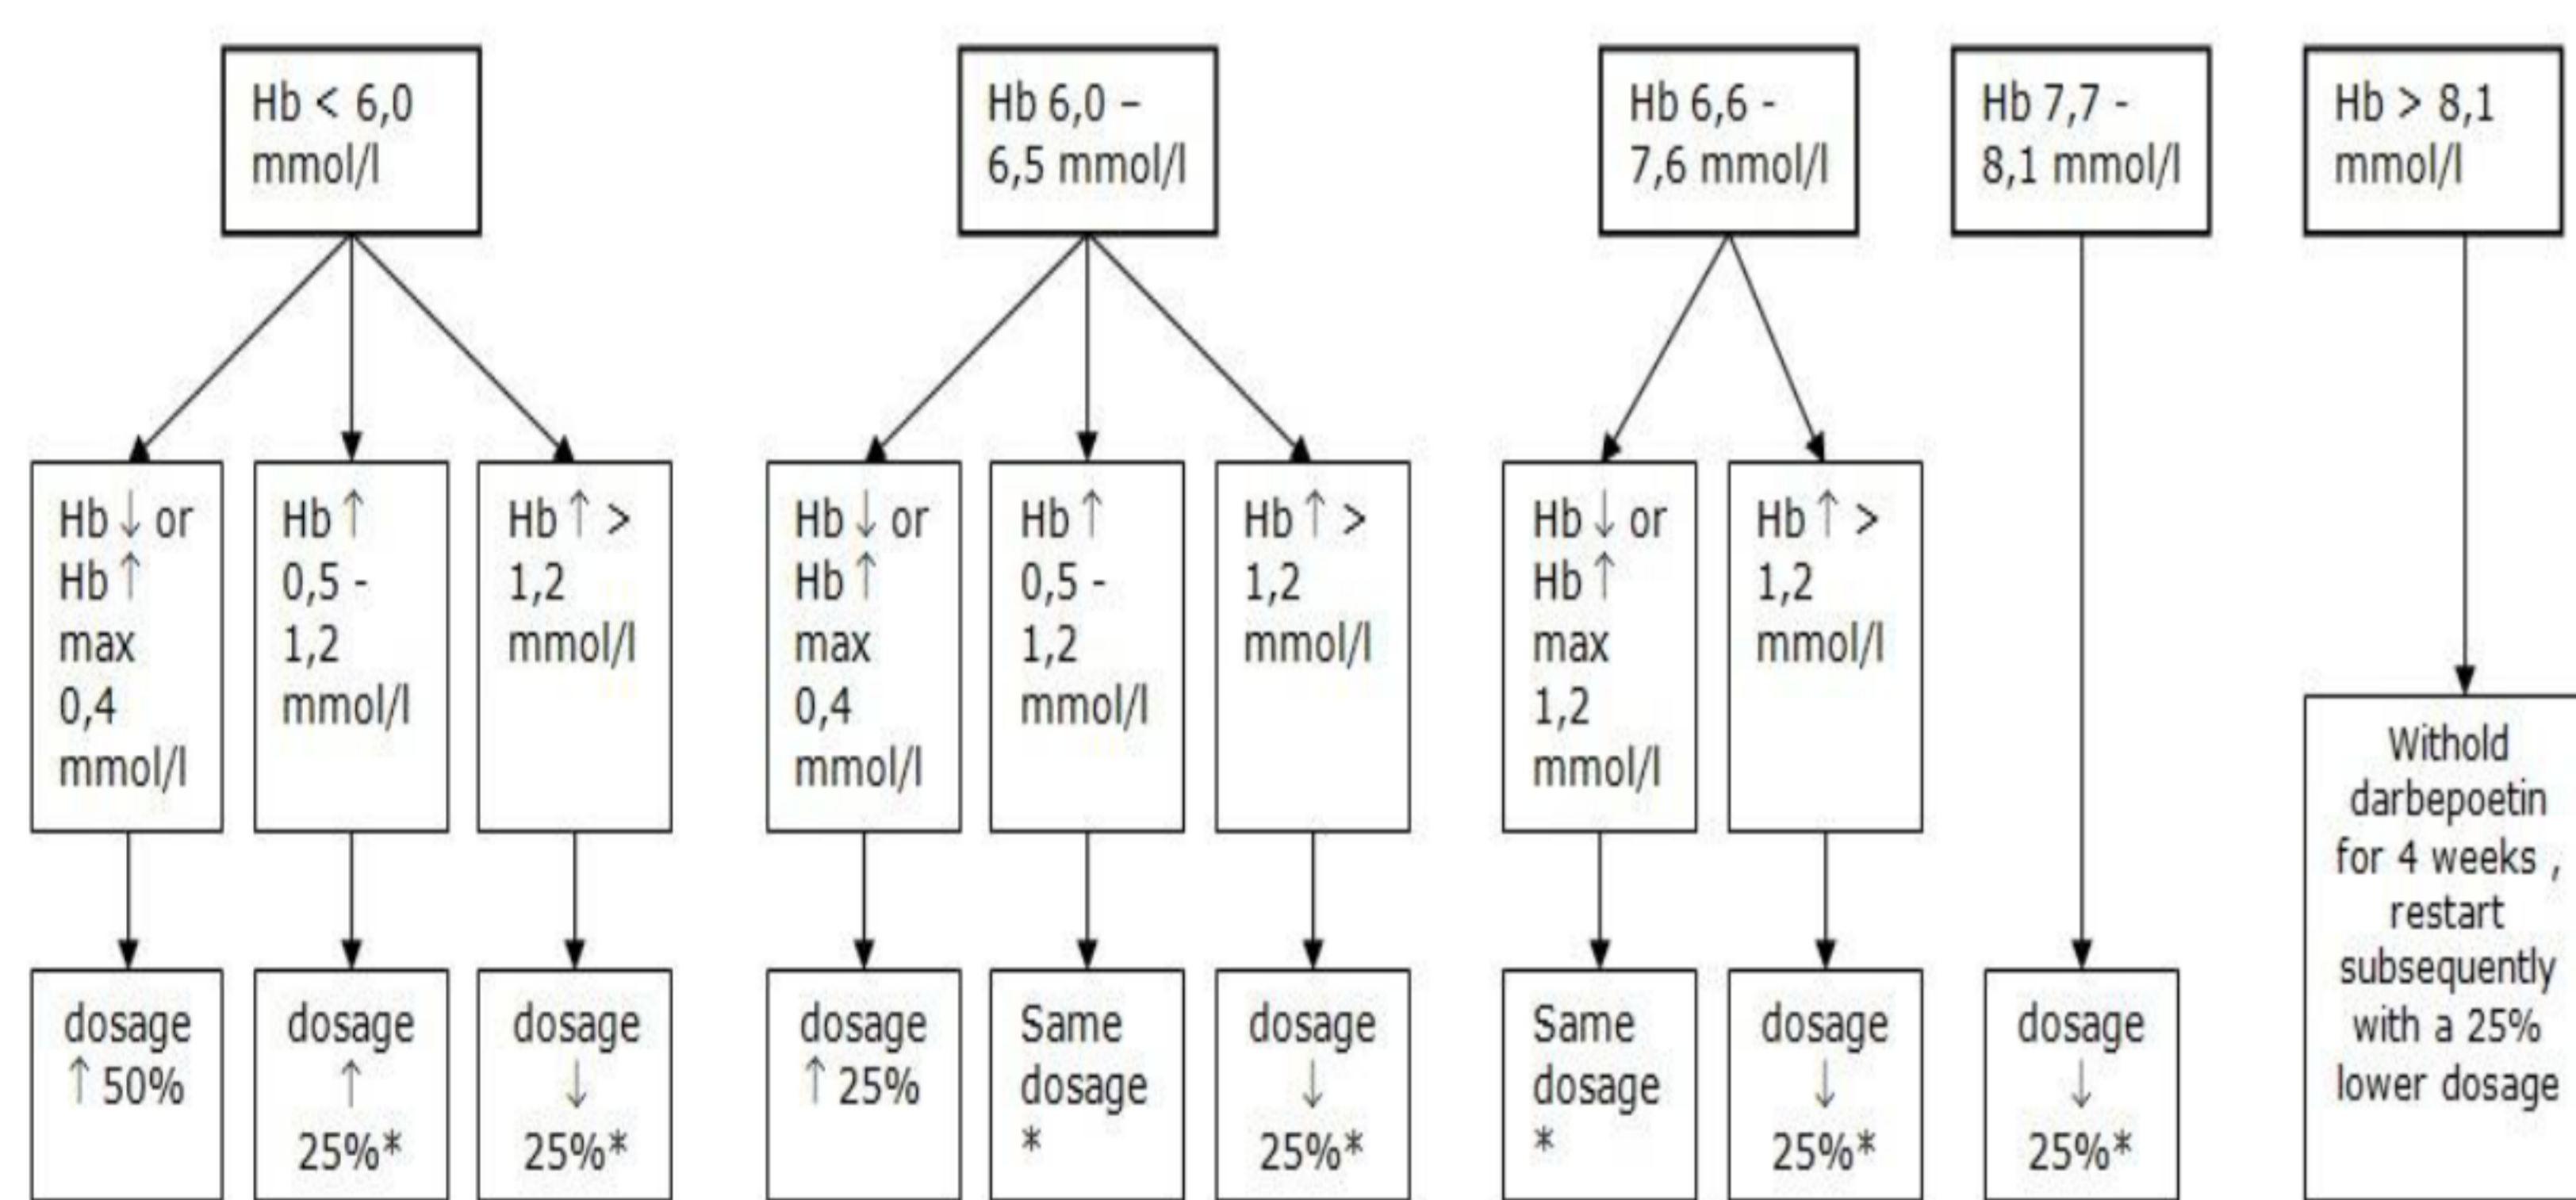 Hb < 6,0
mmol/l
Hb 6,0 –
6,5 mmol/l
Hb 6,6 -
7,6 mmol/l
Hb 7,7 -
8,1 mmol/l
Hb > 8,1
mmol/l
Hb ↓ or
Hb ↑
max
0,4
mmol/l
Hb ↑
0,5 -
1,2
mmol/l
Hb ↑ >
1,2
mmol/l
Hb ↓ or
Hb ↑
max
0,4
mmol/l
Hb ↑
0,5 -
1,2
mmol/l
Hb ↑ >
1,2
mmol/l
Hb ↓ or
Hb ↑
max
1,2
mmol/l
Hb ↑ >
1,2
mmol/l
dosage
↑ 50%
dosage
↑
25%*
dosage
↓
25%*
dosage
↑ 25%
Same
dosage
*
dosage
↓
25%*
Same
dosage
*
dosage
↓
25%*
dosage
↓
25%*
Withold
darbepoetin
for 4 weeks ,
restart
subsequently
with a 25%
lower dosage